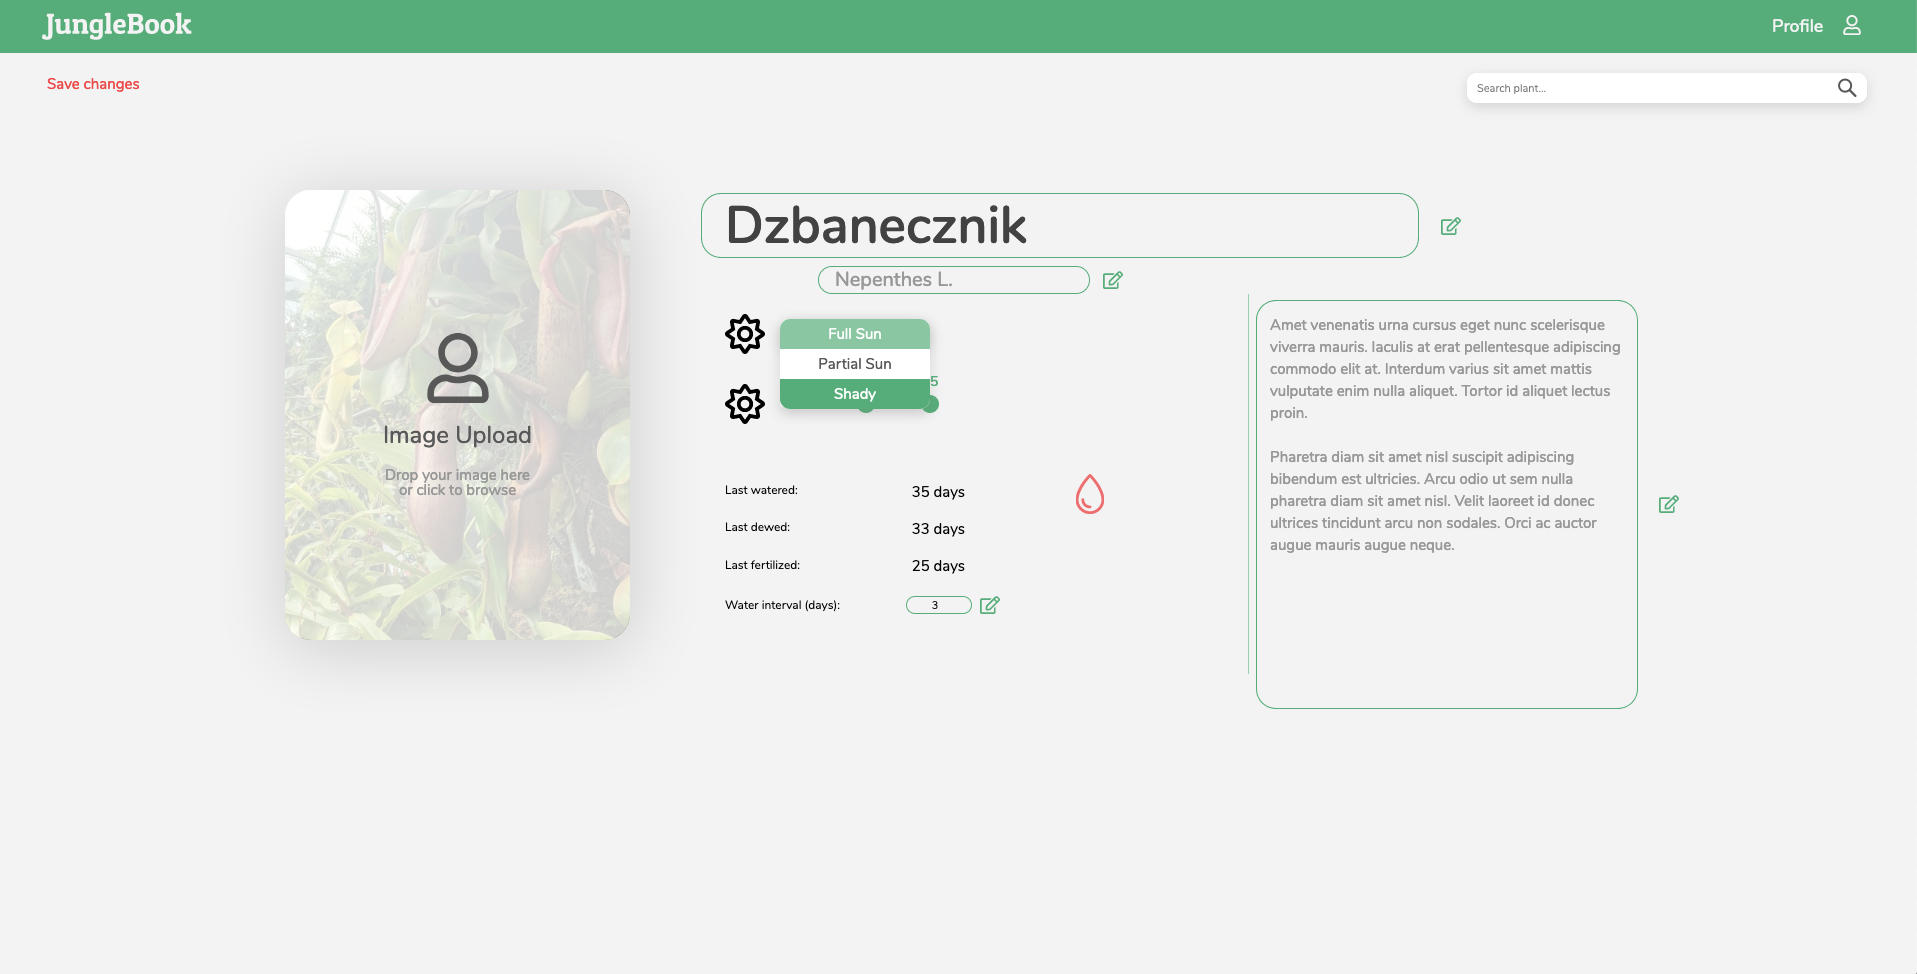 JungleBook
Profile
Save changes
Search plant...
Dzbanecznik
Nepenthes L.
Full Sun
Partial Sun
Shady
5
Image Upload
Drop your image here
or click to browse
Last watered:
35 days
Last dewed:
33 days
Last fertilized:
25 days
Water interval (days):
3
Amet venenatis urna cursus eget nunc scelerisque
viverra mauris. Iaculis at erat pellentesque adipiscing
commodo elit at. Interdum varius sit amet mattis
vulputate enim nulla aliquet. Tortor id aliquet lectus
proin.
Pharetra diam sit amet nisl suscipit adipiscing
bibendum est ultricies. Arcu odio ut sem nulla
pharetra diam sit amet nisl. Velit laoreet id donec
ultrices tincidunt arcu non sodales. Orci ac auctor
augue mauris augue neque.